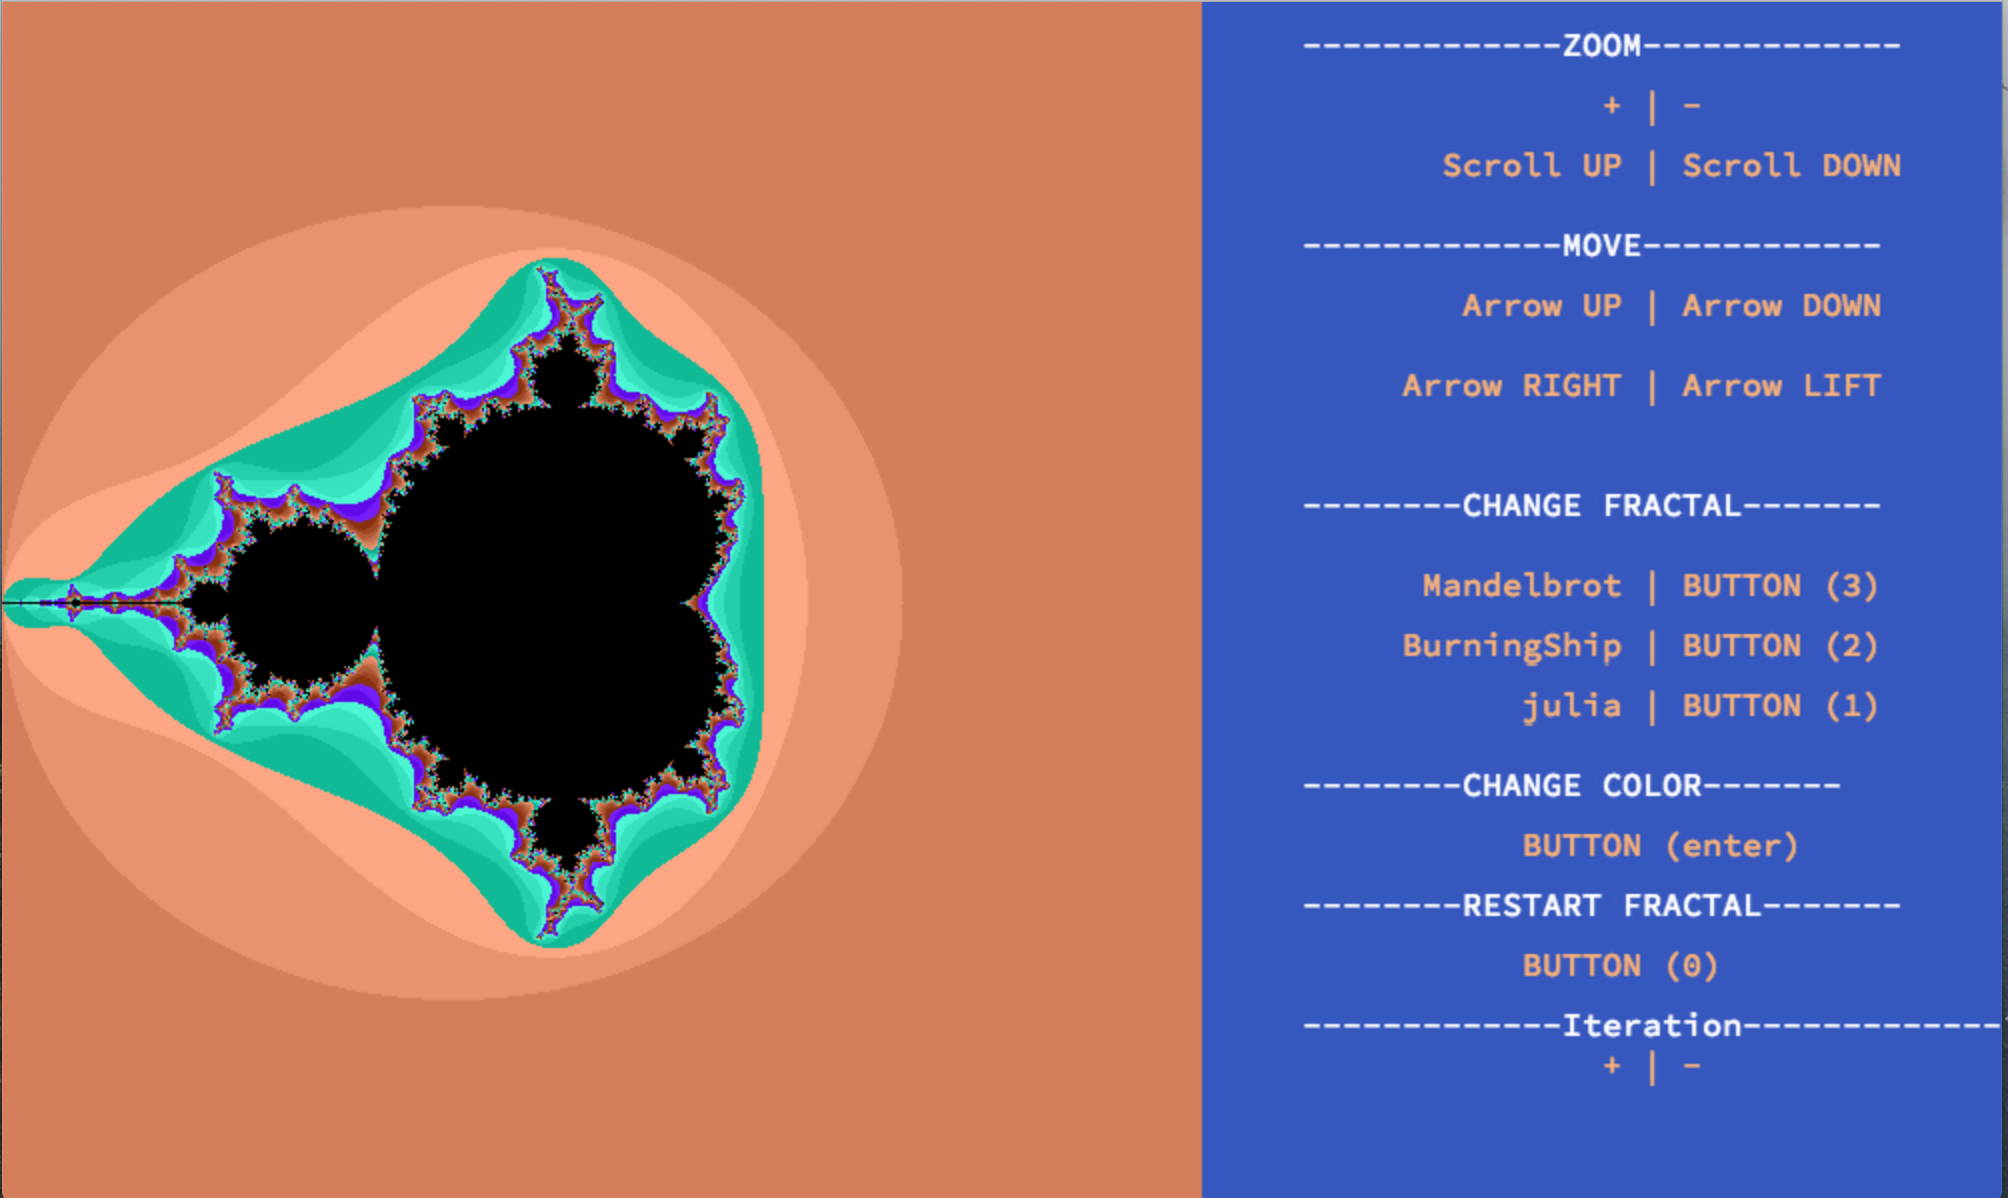 -------------ZOOM-------------
+ | -
Scroll UP | Scroll DOWN
-------------MOVE------------
Arrow UP | Arrow DOWN
Arrow RIGHT | Arrow LIFT
--------CHANGE FRACTAL-------
Mandelbrot | BUTTON (3)
BurningShip | BUTTON (2)
julia | BUTTON (1)
--------CHANGE COLOR-------
BUTTON (enter)
--------RESTART FRACTAL-------
BUTTON (0)
-------------Iteration-------------
+ | -